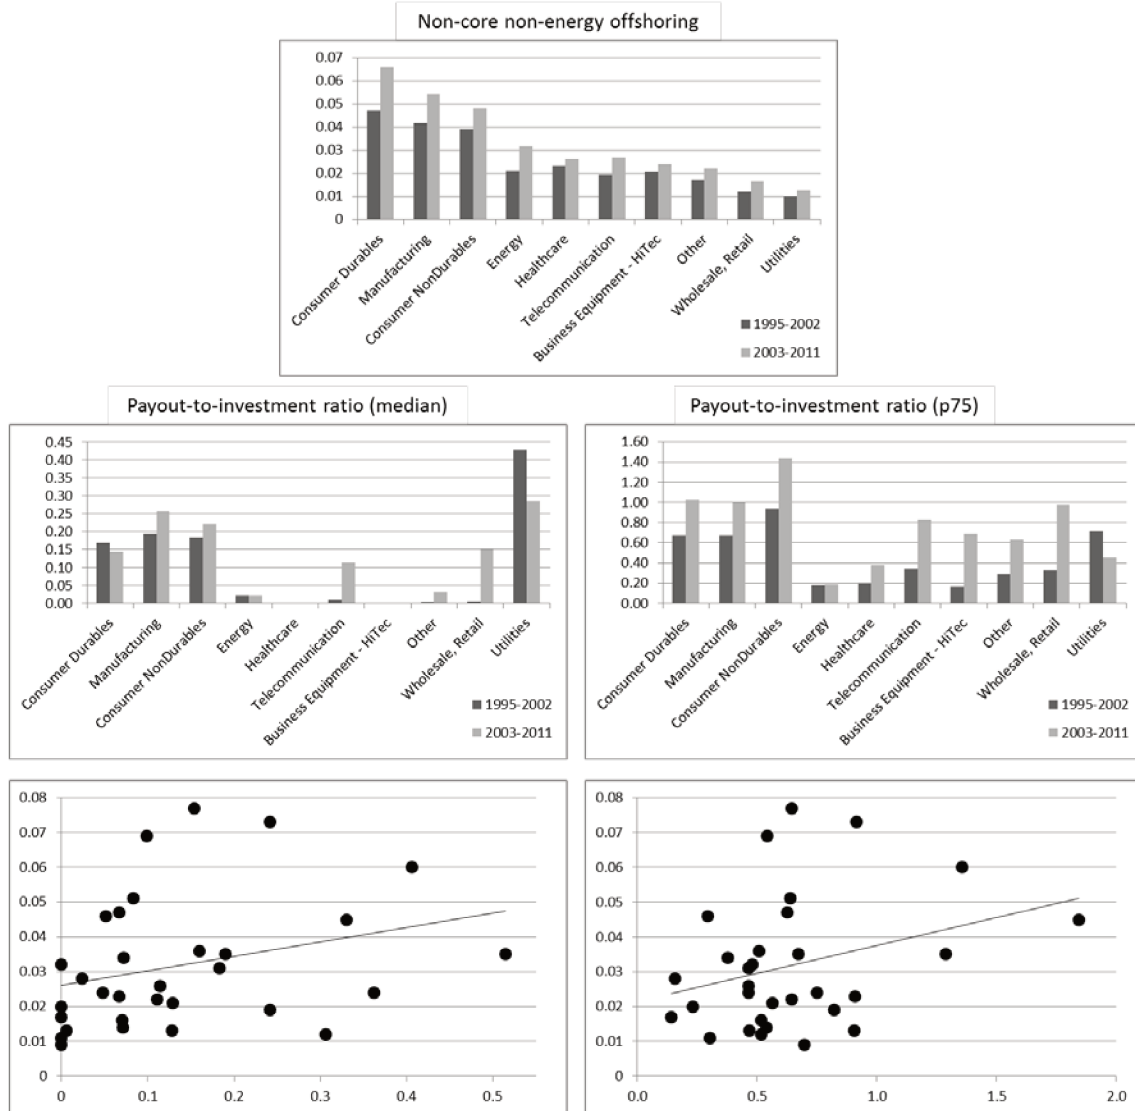 Non-core non-energy offshoring
0.07
0.06
0.05
0.04
0.03
0.02
0.01
0
Consumer Durables
Manufacturing
Consumer NonDurables
Energy
Healthcare
Telecommunication
Business Equipment - HiTec
Other
Wholesale, Retail
Utilities
1995-2002
2003-2011
Payout-to-investment ratio (median)
0.45
0.40
0.35
0.30
0.25
0.20
0.15
0.10
0.05
0.00
Consumer Durables
Manufacturing
Consumer NonDurables
Energy
Healthcare
Telecommunication
Business Equipment - HiTec
Other
Wholesale, Retail
Utilities
1995-2002
2003-2011
Payout-to-investment ratio (p75)
1.60
1.40
1.20
1.00
0.80
0.60
0.40
0.20
0.00
Consumer Durables
Manufacturing
Consumer NonDurables
Energy
Healthcare
Telecommunication
Business Equipment - HiTec
Other
Wholesale, Retail
Utilities
1995-2002
2003-2011
0.08
0.07
0.06
0.05
0.04
0.03
0.02
0.01
0
0 0.1 0.2 0.3 0.4 0.5
0.08
0.07
0.06
0.05
0.04
0.03
0.02
0.01
0
0.0 0.5 1.0 1.5 2.0